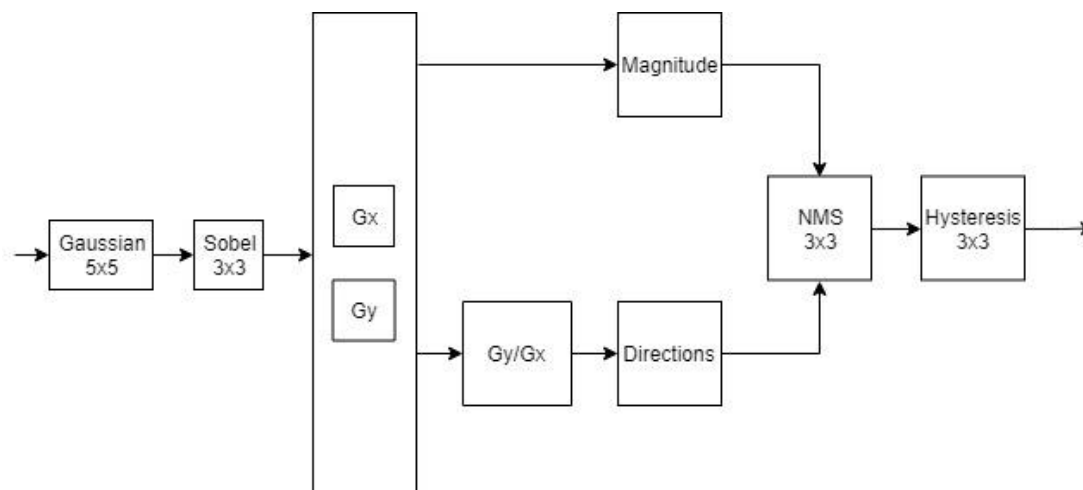 Magnitude
Gx
Gaussian
5x5
Sobel
3x3
Gy
NMS
3x3
Hysteresis
3x3
Gy/Gx
Directions